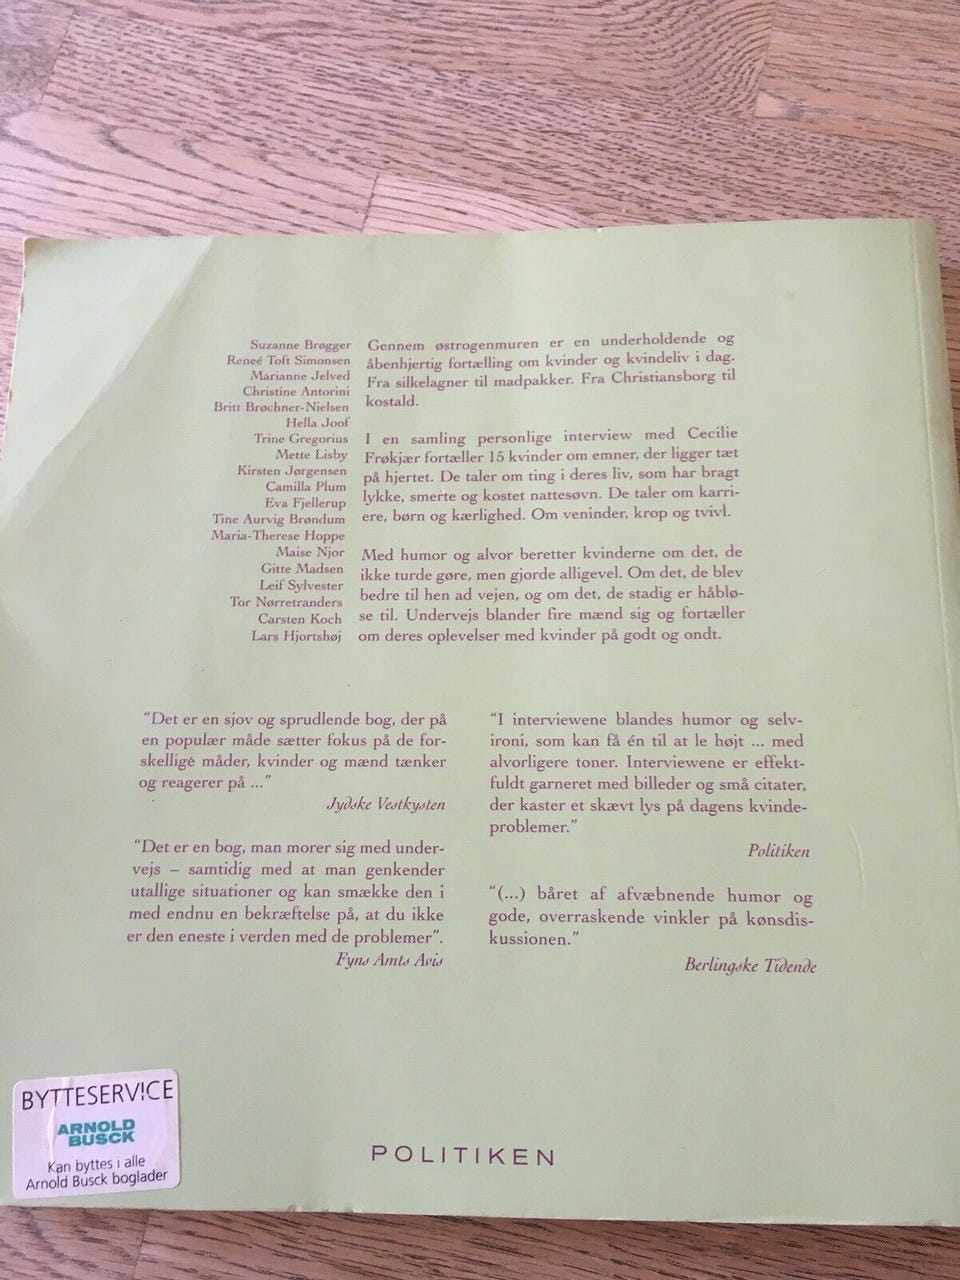 Suzanne Brøgger
Reneé Toft Simonsen
Marianne Jelved
Christine Antorini
Britt Brøchner-Nielsen
Hella Joof
Trine Gregorius
Mette Lisby
Kirsten Jørgensen
Camilla Plum
Eva Fjellerup
Tine Aurvig Brøndum
Maria-Therese Hoppe
Maise Njor
Gitte Madsen
Leif Sylvester
Tor Nørretranders
Carsten Koch
Lars Hjortshøj
Gennem østrogenmuren er en underholdende og
åbenhjertig fortælling om kvinder og kvindeliv i dag.
Fra silkelagner til madpakker. Fra Christiansborg til
kostald.
I en samling personlige interview med Cecilie
Frøkjær fortæller 15 kvinder om emner, der ligger tæt
på hjertet. De taler om ting i deres liv, som har bragt
lykke, smerte og kostet nattesøvn. De taler om karri-
ere, børn og kærlighed. Om veninder, krop og tvivl.
Med humor og alvor beretter kvinderne om det, de
ikke turde gøre, men gjorde alligevel. Om det, de blev
bedre til hen ad vejen, og om det, de stadig er håblø-
se til. Undervejs blander fire mænd sig og fortæller
om deres oplevelser med kvinder på godt og ondt.
"Det er en sjov og sprudlende bog, der på
en populær måde sætter fokus på de for-
skellige måder, kvinder og mænd tænker
og reagerer på ..."
Jydske Vestkysten
"Det er en bog, man morer sig med under-
vejs – samtidig med at man genkender
utallige situationer og kan smække den i
med endnu en bekræftelse på, at du ikke
er den eneste i verden med de problemer".
Fyns Amts Avis
"I interviewene blandes humor og selv-
ironi, som kan få én til at le højt ... med
alvorligere toner. Interviewene er effekt-
fuldt garneret med billeder og små citater,
der kaster et skævt lys på dagens kvinde-
problemer."
Politiken
"(...) båret af afvæbnende humor og
gode, overraskende vinkler på kønsdis-
kussionen."
Berlingske Tidende
BYTTESERVICE
ARNOLD
BUSCK
Kan byttes i alle
Arnold Busck boglader
POLITIKEN